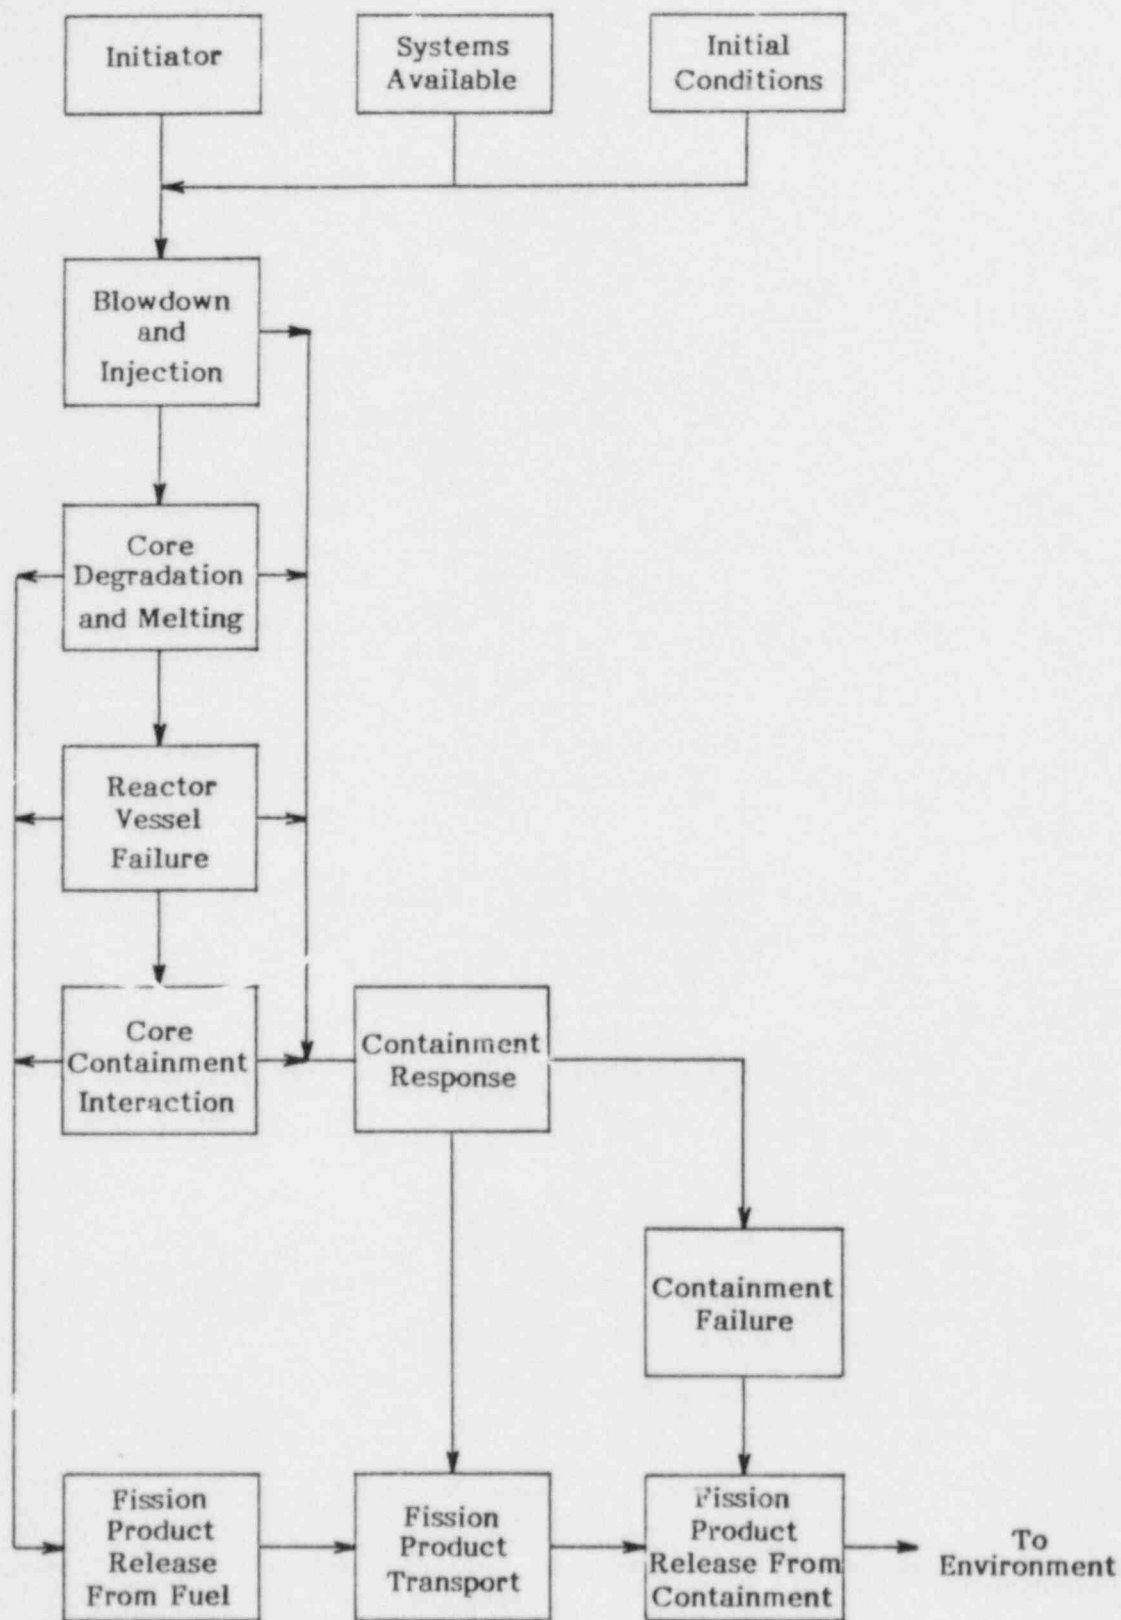 Initiator
Systems
Available
Initial
Conditions
Blowdown
and
Injection
Core
Degradation
and Melting
Reactor
Vessel
Failure
Core
Containment
Interaction
Containment
Response
Containment
Failure
Fission
Product
Release
From Fuel
Fission
Product
Transport
Fission
Product
Release From
Containment
To
Environment